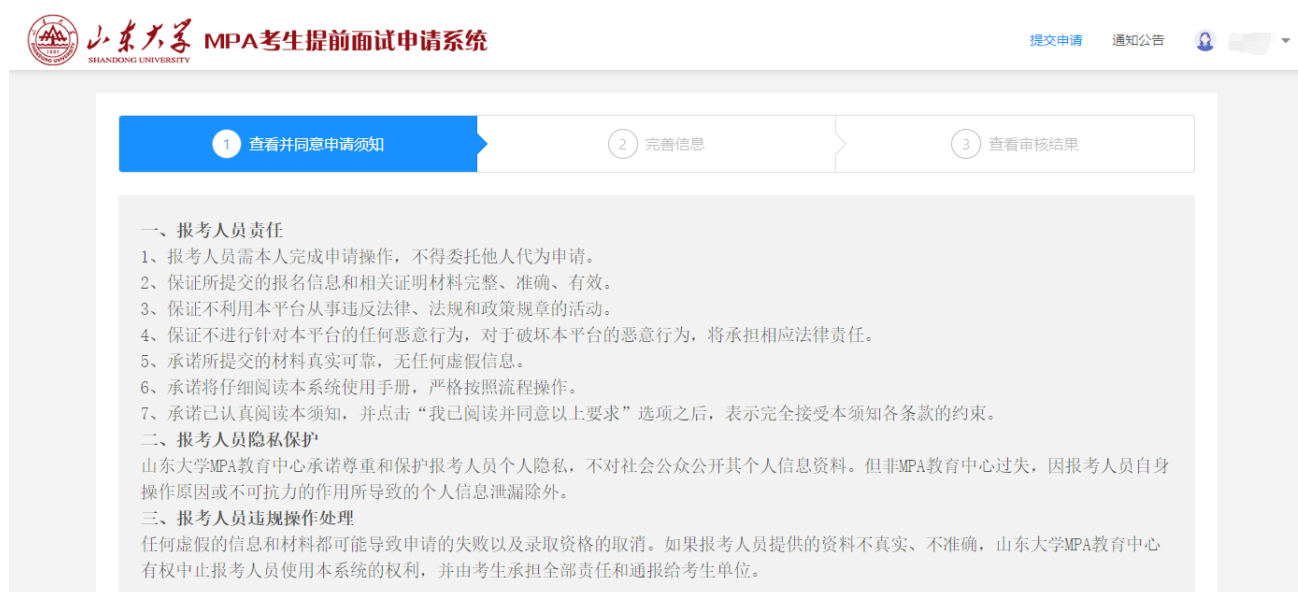 山东大学 MPA考生提前面试申请系统
SHANDONG UNIVERSITY
提交申请 通知公告
1 查看并同意申请须知 2 完善信息 3 查看审核结果
一、报考人员责任
1、报考人员需本人完成申请操作，不得委托他人代为申请。
2、保证所提交的报名信息和相关证明材料完整、准确、有效。
3、保证不利用本平台从事违反法律、法规和政策规章的活动。
4、保证不进行针对本平台的任何恶意行为，对于破坏本平台的恶意行为，将承担相应法律责任。
5、承诺所提交的材料真实可靠，无任何虚假信息。
6、承诺将仔细阅读本系统使用手册，严格按照流程操作。
7、承诺已认真阅读本须知，并点击“我已阅读并同意以上要求”选项之后，表示完全接受本须知各条款的约束。
二、报考人员隐私保护
山东大学MPA教育中心承诺尊重和保护报考人员个人隐私，不对社会公众公开其个人信息资料。但非MPA教育中心过失，因报考人员自身
操作原因或不可抗力的作用所导致的个人信息泄漏除外。
三、报考人员违规操作处理
任何虚假的信息和材料都可能导致申请的失败以及录取资格的取消。如果报考人员提供的资料不真实、不准确，山东大学MPA教育中心
有权中止报考人员使用本系统的权利，并由考生承担全部责任和通报给考生单位。